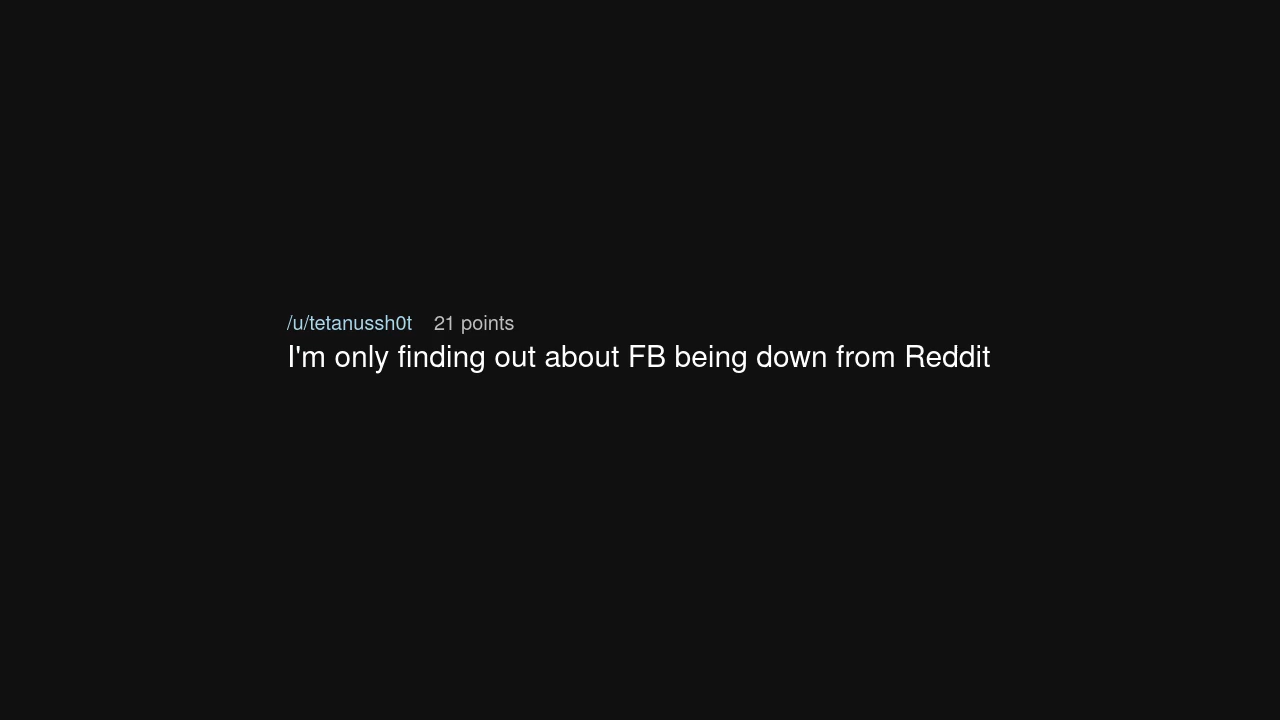 /u/tetanussh0t 21 points
I'm only finding out about FB being down from Reddit